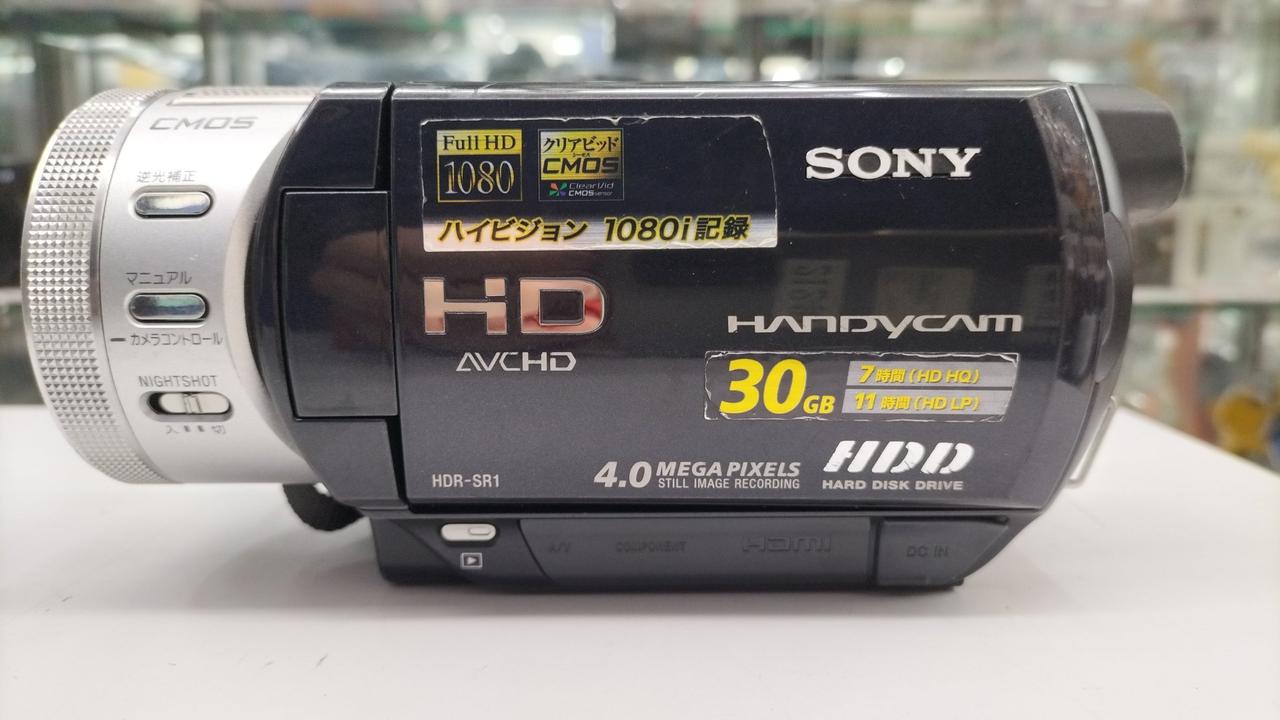 CMOS
逆光補正
マニュアル
カメラコントロール
NIGHTSHOT
入 切
Full HD
1080
クリアビッド
CMOS
ClearVid
CMOS sensor
ハイビジョン 1080i記録
HD
AVCHD
HDR-SR1
SONY
HANDYCAM
30GB
7時間(HD HQ)
11時間(HD LP)
4.0 MEGA PIXELS
STILL IMAGE RECORDING
HDD
HARD DISK DRIVE
A/V
COMPONENT
HDMI
DC IN